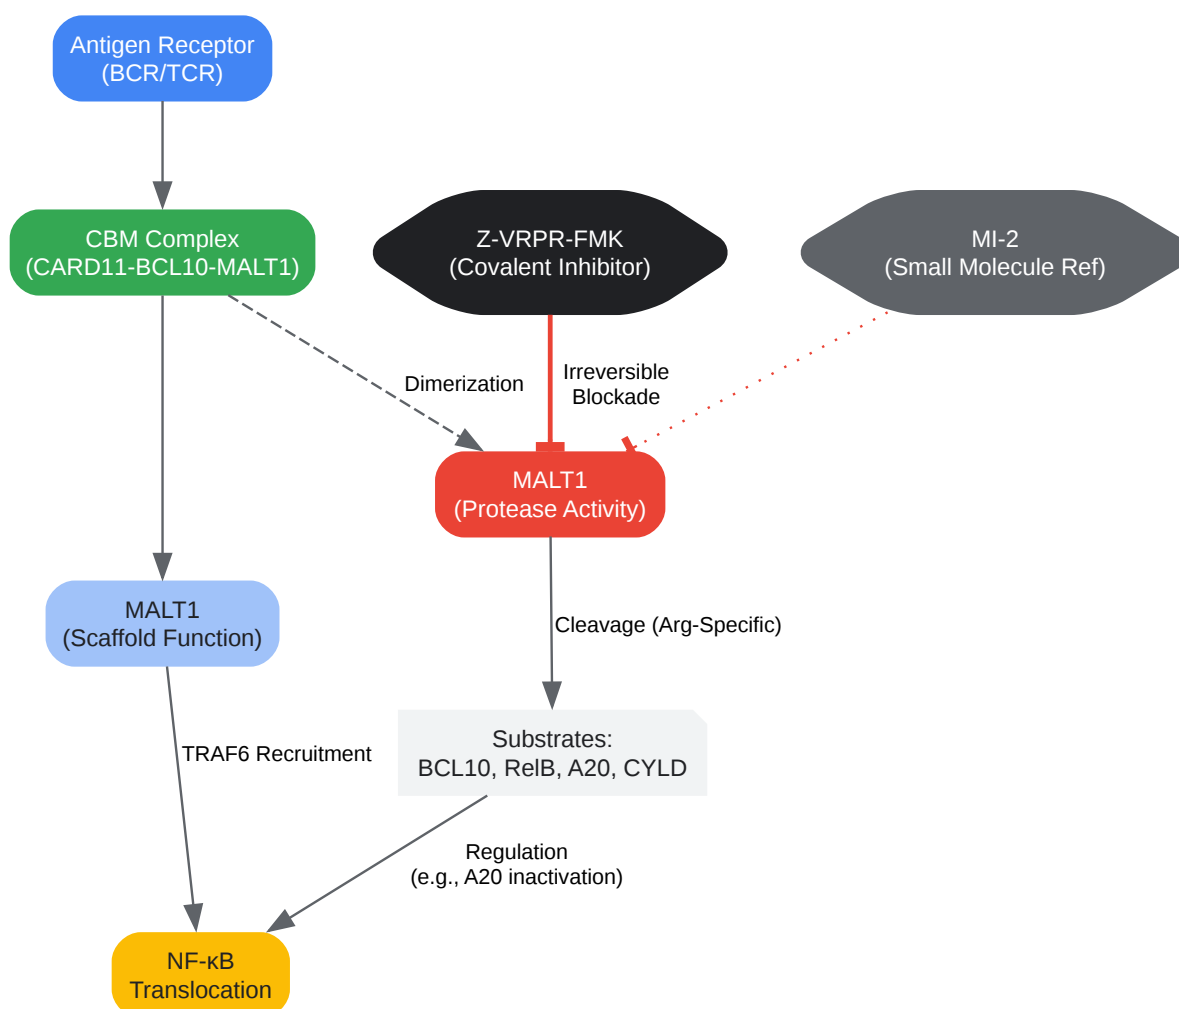 Antigen Receptor
(BCR/TCR)
CBM Complex
(CARD11-BCL10-MALT1)
Z-VRPR-FMK
(Covalent Inhibitor)
MI-2
(Small Molecule Ref)
Dimerization
Irreversible
Blockade
MALT1
(Protease Activity)
MALT1
(Scaffold Function)
Cleavage (Arg-Specific)
TRAF6 Recruitment
Substrates:
BCL10, RelB, A20, CYLD
Regulation
(e.g., A20 inactivation)
NF-κB
Translocation